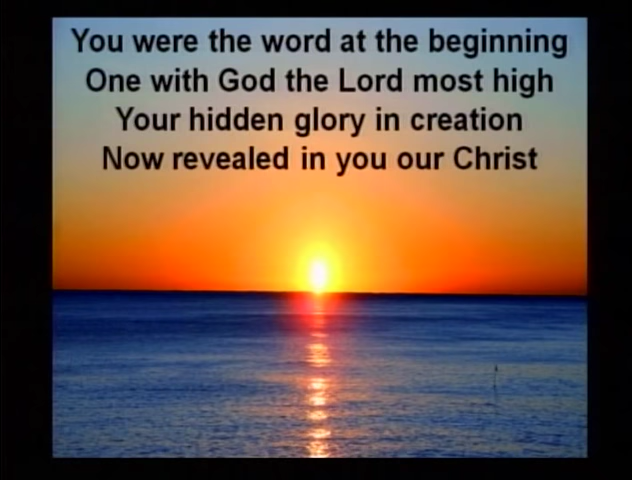 You were the word at the beginning
One with God the Lord most high
Your hidden glory in creation
Now revealed in you our Christ